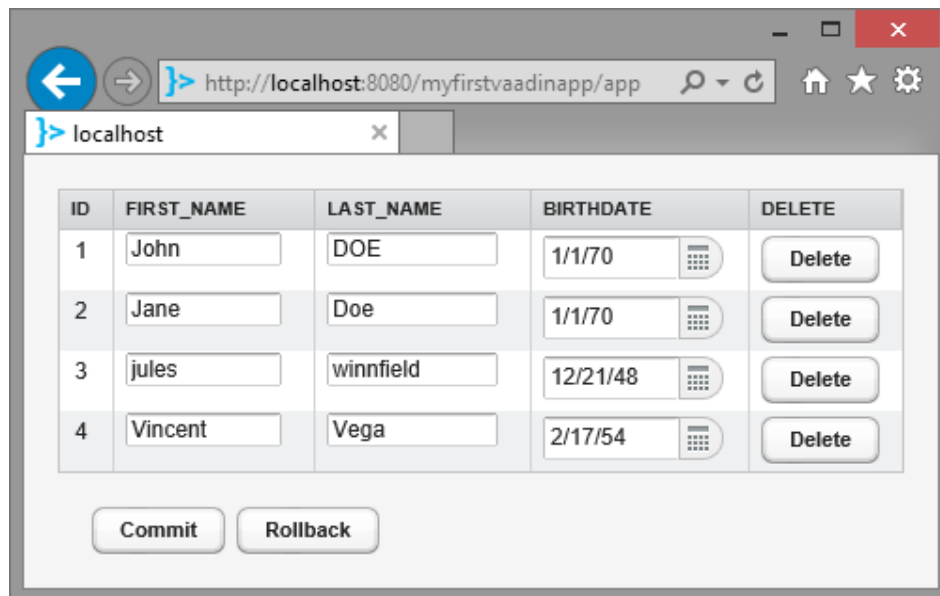 http://localhost:8080/myfirstvaadinapp/app
localhost
ID FIRST_NAME LAST_NAME BIRTHDATE DELETE
1 John DOE 1/1/70 Delete
2 Jane Doe 1/1/70 Delete
3 jules winnfield 12/21/48 Delete
4 Vincent Vega 2/17/54 Delete
Commit Rollback